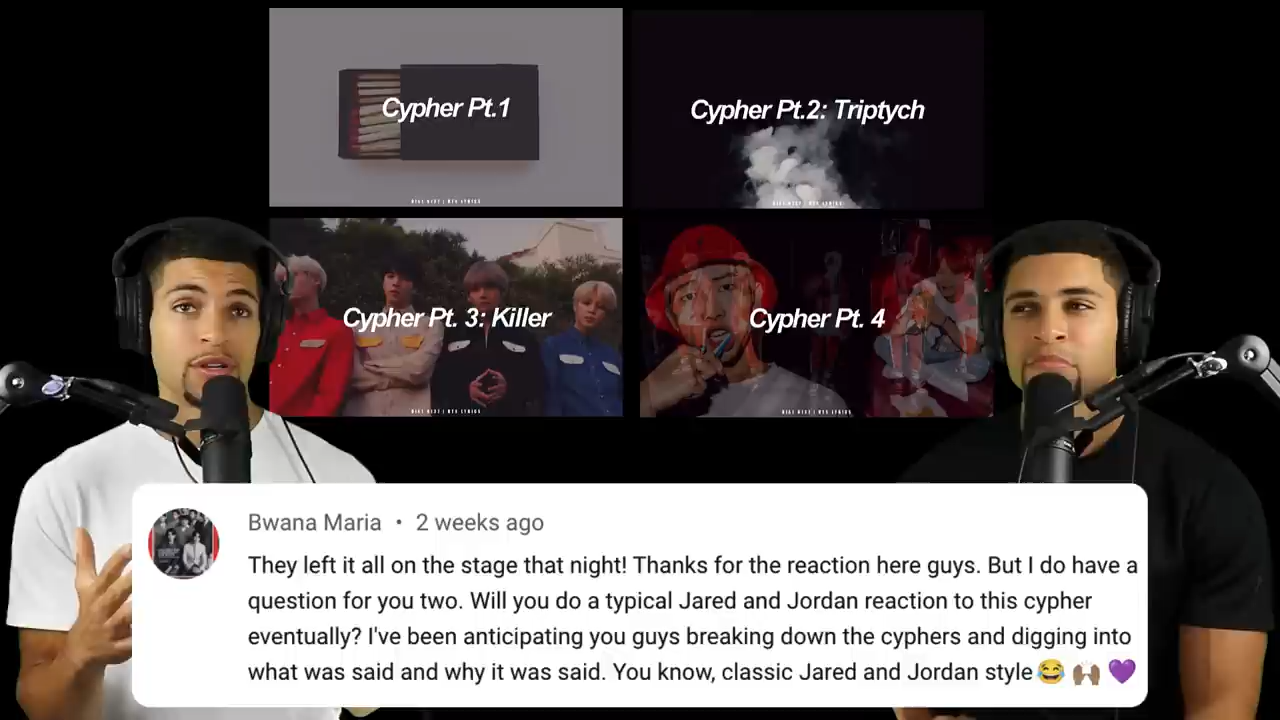 Cypher Pt.1
Cypher Pt.2: Triptych
Cypher Pt. 3: Killer
Cypher Pt. 4
Bwana Maria • 2 weeks ago
They left it all on the stage that night! Thanks for the reaction here guys. But I do have a
question for you two. Will you do a typical Jared and Jordan reaction to this cypher
eventually? I've been anticipating you guys breaking down the cyphers and digging into
what was said and why it was said. You know, classic Jared and Jordan style😂 🙌🏽 💜